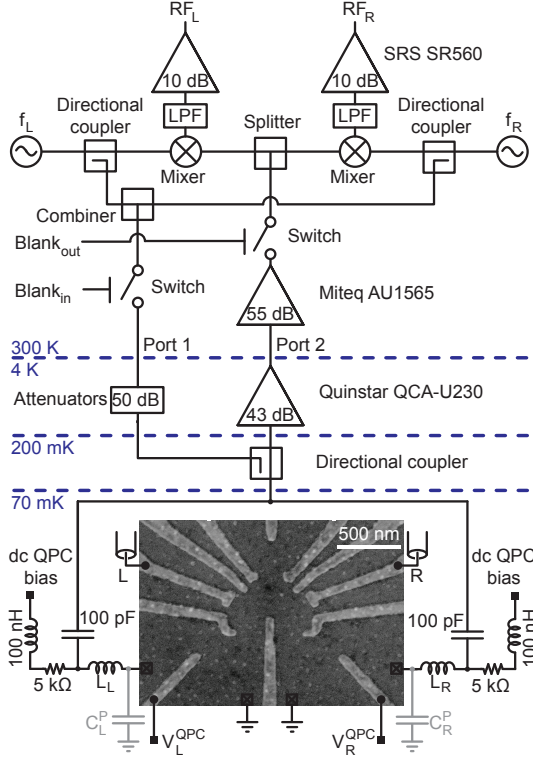 RF_L
RF_R
SRS SR560
10 dB
10 dB
Directional
coupler
LPF
Splitter
LPF
Directional
coupler
f_L
f_R
Mixer
Mixer
Combiner
Blank_out
Switch
Blank_in
Switch
Miteq AU1565
55 dB
300 K
Port 1
Port 2
4 K
Attenuators
50 dB
Quinstar QCA-U230
43 dB
200 mK
Directional coupler
70 mK
500 nm
dc QPC
bias
L
R
dc QPC
bias
100 nH
100 pF
100 pF
100 nH
5 kΩ
L_L
L_R
5 kΩ
C_L^P
V_L^QPC
V_R^QPC
C_R^P